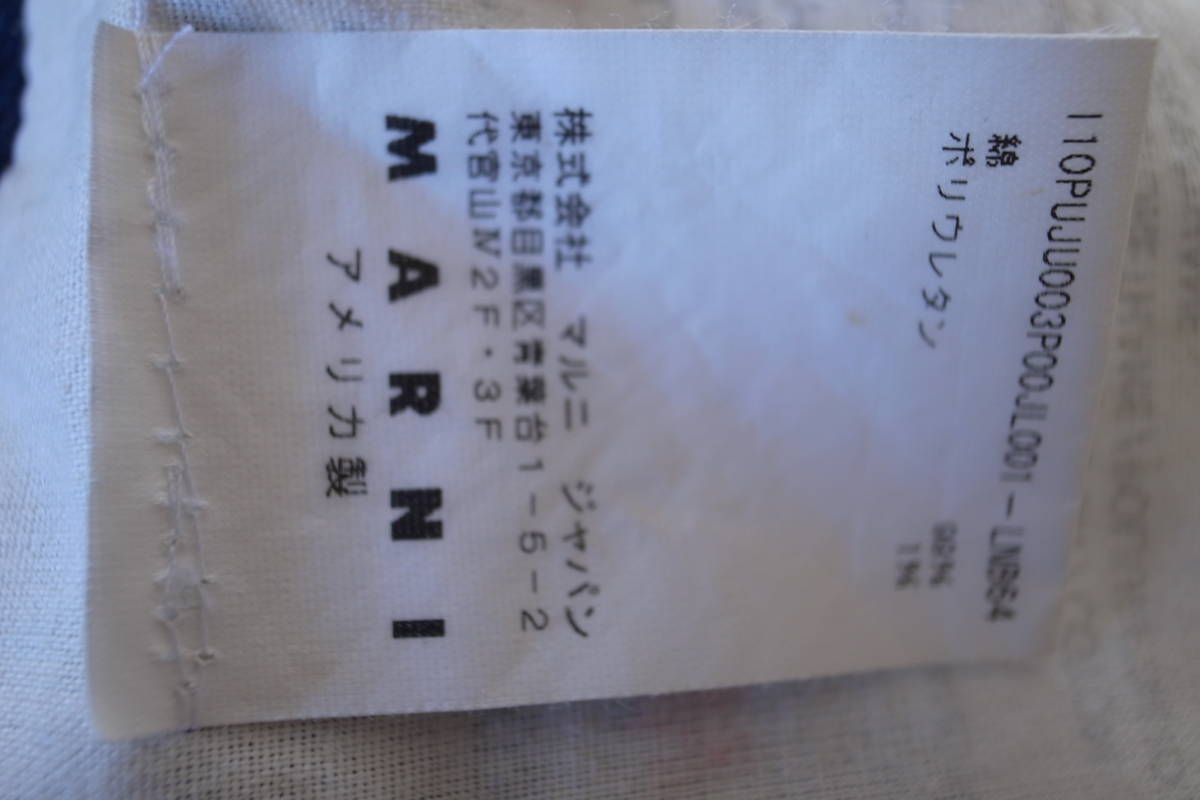 110PUJU003P00JL001-LLNB64
綿 99%
ポリウレタン 1%
株式会社 マルニ ジャパン
東京都目黒区青葉台1-5-2
代官山N2F・3F
MARNI
アメリカ製